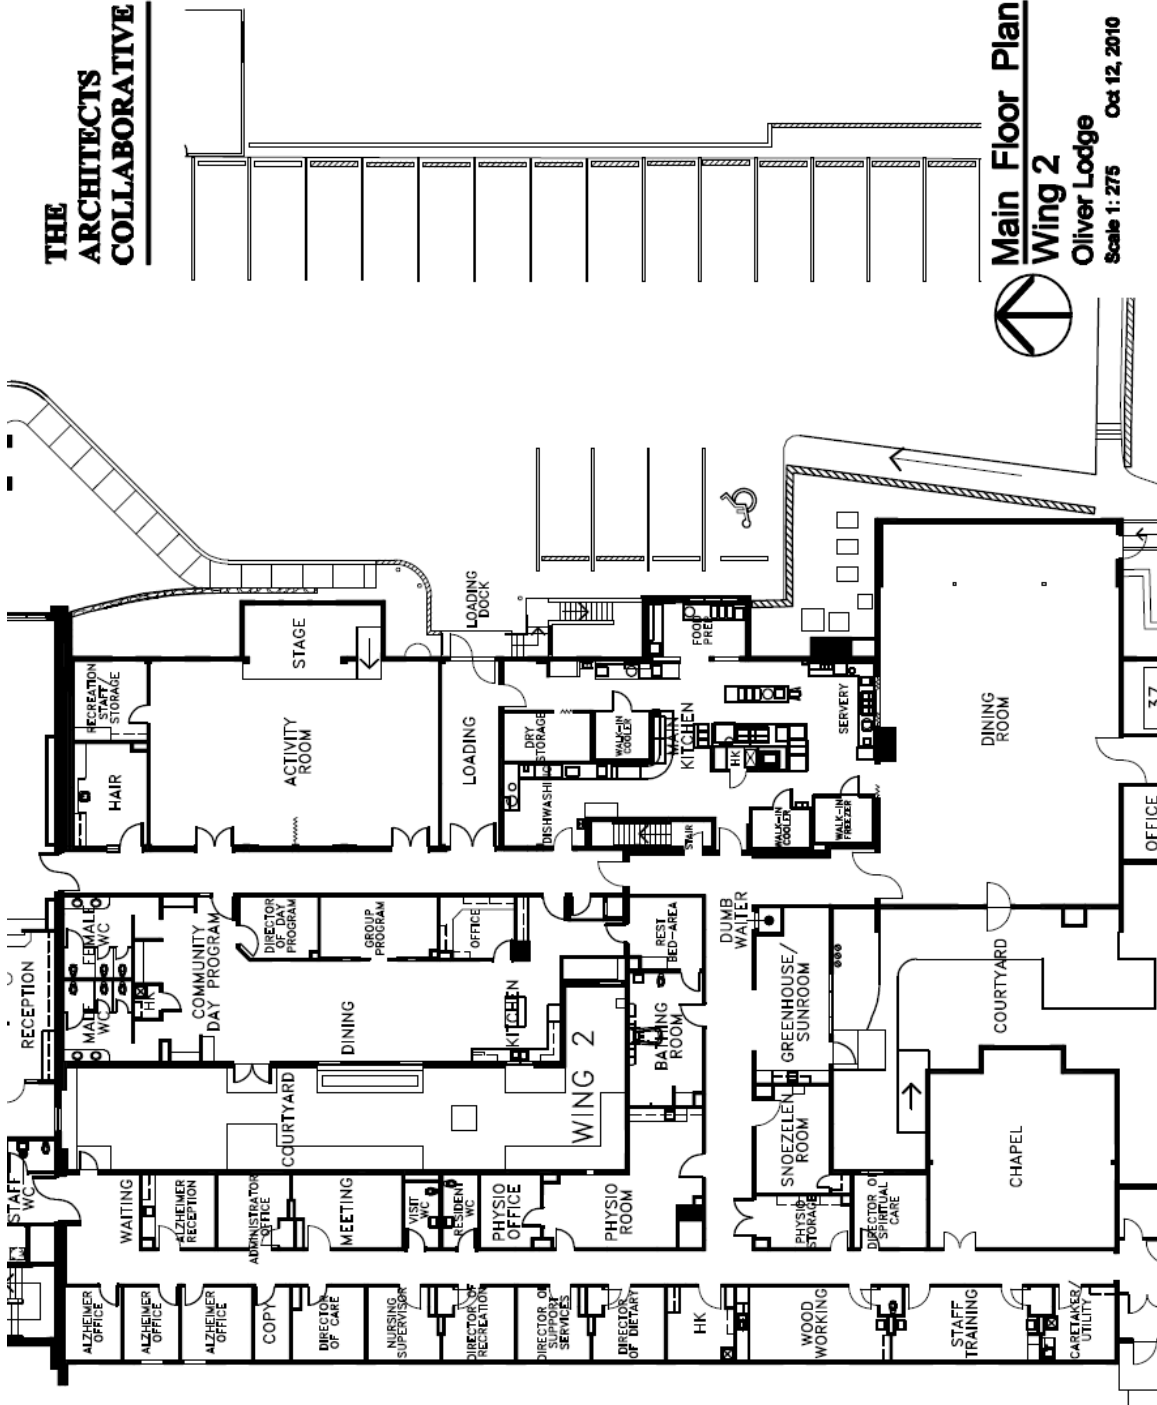 THE
ARCHITECTS
COLLABORATIVE
Main Floor Plan
Wing 2
Oliver Lodge
Scale 1: 275 Oct 12, 2010
LOADING
DOCK
STAGE
FOOD
PREP
RECREATION
STAFF/
STORAGE
HAIR
ACTIVITY
ROOM
LOADING
DRY
STORAGE
WALK-IN
COOLER
MAIN
KITCHEN
HK
SERVERY
DISHWASHING
STAIR
WALK-IN
COOLER
WALK-IN
FREEZER
DINING
ROOM
37
OFFICE
RECEPTION
FEMALE
WC
MALE
WC
HK
COMMUNITY
DAY PROGRAM
DIRECTOR
OF DAY
PROGRAM
GROUP
PROGRAM
OFFICE
DINING
KITCHEN
REST
BED-AREA
BATHING
ROOM
DUMB
WAITER
GREENHOUSE/
SUNROOM
COURTYARD
COURTYARD
WING 2
SNOEZELEN
ROOM
CHAPEL
STAFF
WC
WAITING
ALZHEIMER
RECEPTION
ADMINISTRATOR
OFFICE
MEETING
VISIT
WC
RESIDENT
WC
PHYSIO
OFFICE
PHYSIO
ROOM
PHYSIO
STORAGE
DIRECTOR OF
SPIRITUAL
CARE
ALZHEIMER
OFFICE
ALZHEIMER
OFFICE
ALZHEIMER
OFFICE
COPY
DIRECTOR
OF CARE
NURSING
SUPERVISOR
DIRECTOR OF
RECREATION
DIRECTOR OF
SUPPORT
SERVICES
DIRECTOR
OF DIETARY
HK
WOOD
WORKING
STAFF
TRAINING
CARETAKER/
UTILITY